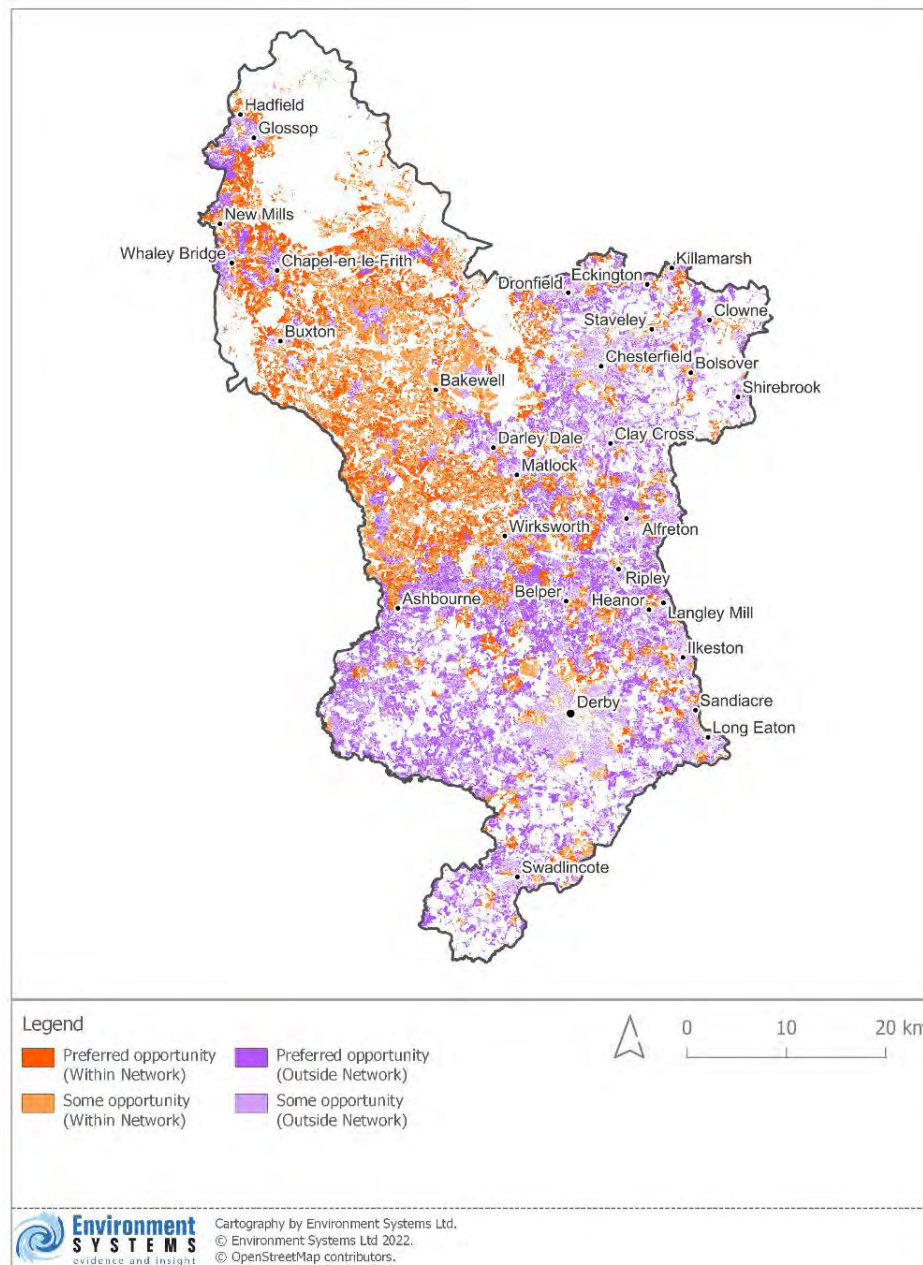 Hadfield
Glossop
New Mills
Whaley Bridge
Chapel-en-le-Frith
Killamarsh
Eckington
Dronfield
Clowne
Staveley
Buxton
Chesterfield
Bolsover
Bakewell
Shirebrook
Darley Dale
Clay Cross
Matlock
Alfreton
Wirksworth
Ripley
Belper
Heanor
Ashbourne
Langley Mill
Ilkeston
Derby
Sandiacre
Long Eaton
Swadlincote
Legend
Preferred opportunity
(Within Network)
Some opportunity
(Within Network)
Preferred opportunity
(Outside Network)
Some opportunity
(Outside Network)
0 10 20 km
Environment
SYSTEMS
evidence and insight
Cartography by Environment Systems Ltd.
© Environment Systems Ltd 2022.
© OpenStreetMap contributors.